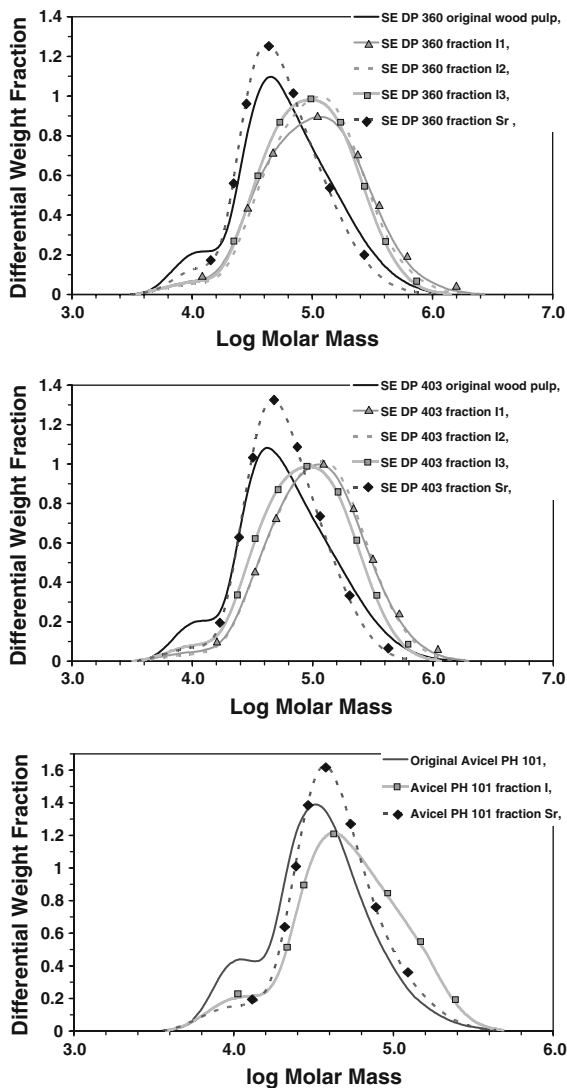 1.4
1.2
1
0.8
0.6
0.4
0.2
0
Differential Weight Fraction
SE DP 360 original wood pulp,
SE DP 360 fraction I1,
SE DP 360 fraction I2,
SE DP 360 fraction I3,
SE DP 360 fraction Sr ,
3.0 4.0 5.0 6.0 7.0
Log Molar Mass
1.4
1.2
1
0.8
0.6
0.4
0.2
0
Differential Weight Fraction
SE DP 403 original wood pulp,
SE DP 403 fraction I1,
SE DP 403 fraction I2,
SE DP 403 fraction I3,
SE DP 403 fraction Sr,
3.0 4.0 5.0 6.0 7.0
Log Molar Mass
1.6
1.4
1.2
1
0.8
0.6
0.4
0.2
0
Differential Weight Fraction
Original Avicel PH 101,
Avicel PH 101 fraction I,
Avicel PH 101 fraction Sr,
3.0 4.0 5.0 6.0
log Molar Mass